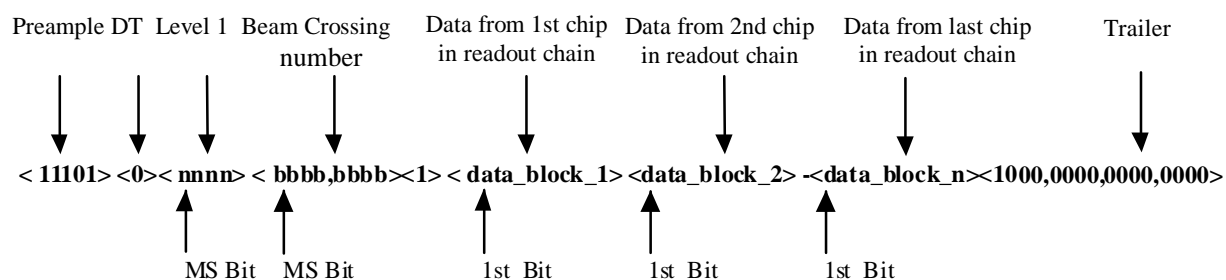 Preample DT Level 1 Beam Crossing number Data from 1st chip in readout chain Data from 2nd chip in readout chain Data from last chip in readout chain Trailer
< 11101> <0>< nnnn> < bbbb,bbbb><1> < data_block_1> <data_block_2> -<data_block_n><1000,0000,0000,0000>
MS Bit MS Bit 1st Bit 1st Bit 1st Bit